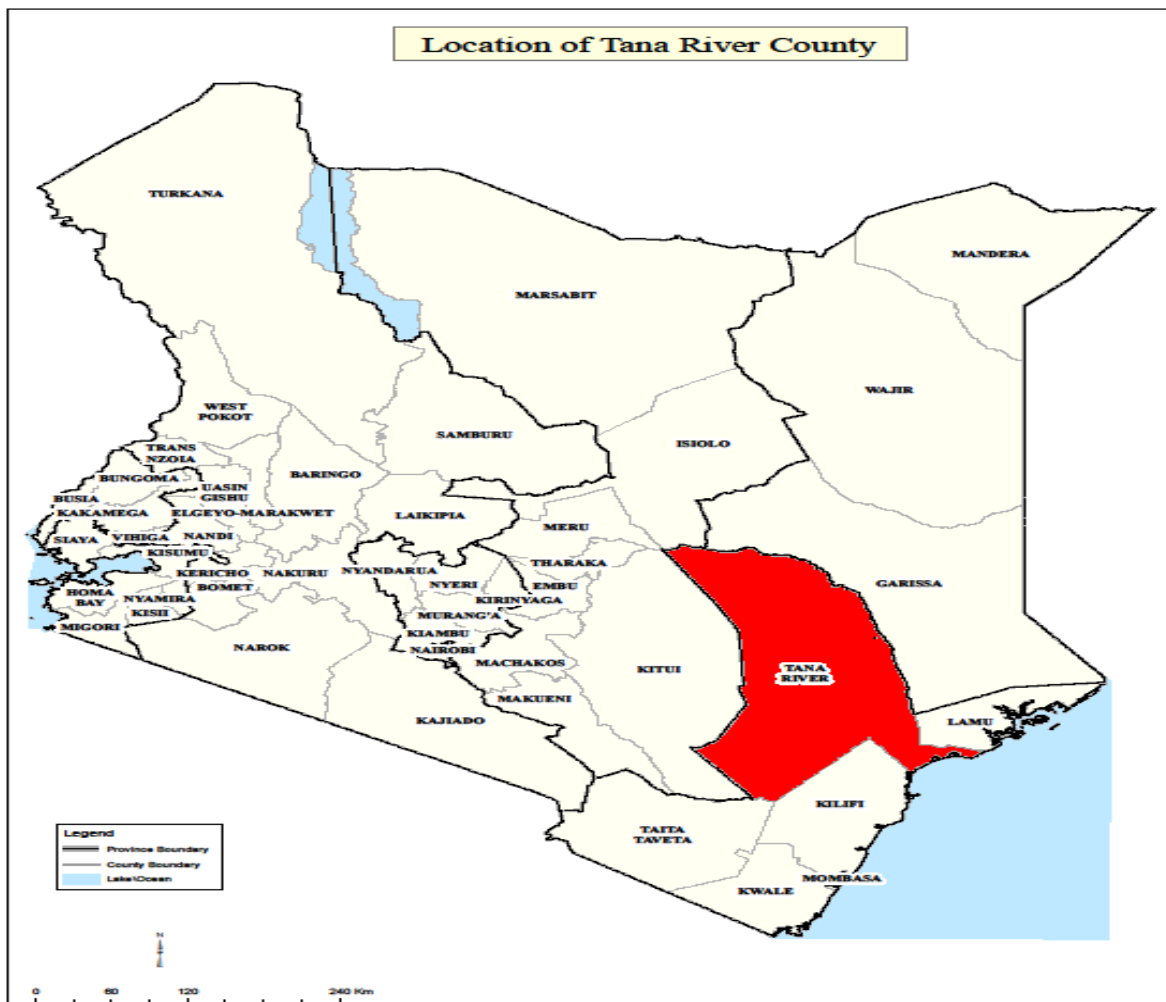 Location of Tana River County
TURKANA
MANDERA
MARSABIT
WAJIR
WEST
POKOT
SAMBURU
ISIOLO
TRANS
NZOIA
BARINGO
BUNGOMA
UASIN
GISHU
BUSIA
KAKAMEGA
ELGEYO-MARAKWET
LAIKIPIA
MERU
SIAYA
VIHIGA
NANDI
KISUMU
THARAKA
KERICHO
NAKURU
NYANDARUA
GARISSA
BOMET
NYERI
EMBU
HOMA
BAY
NYAMIRA
KIRINYAGA
KISII
MURANG'A
MIGORI
KIAMBU
NAROK
NAIROBI
MACHAKOS
KITUI
TANA
RIVER
MAKUENI
KAJIADO
LAMU
KILIFI
TAITA
TAVETA
MOMBASA
KWALE
Legend
Province Boundary
County Boundary
Lake\Ocean
N
0 60 120 240 Km